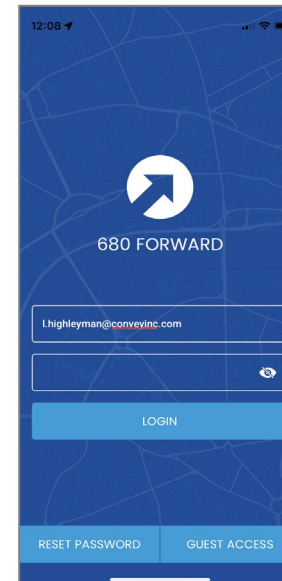 12:08
680 FORWARD
l.highleyman@conveyinc.com
LOGIN
RESET PASSWORD
GUEST ACCESS